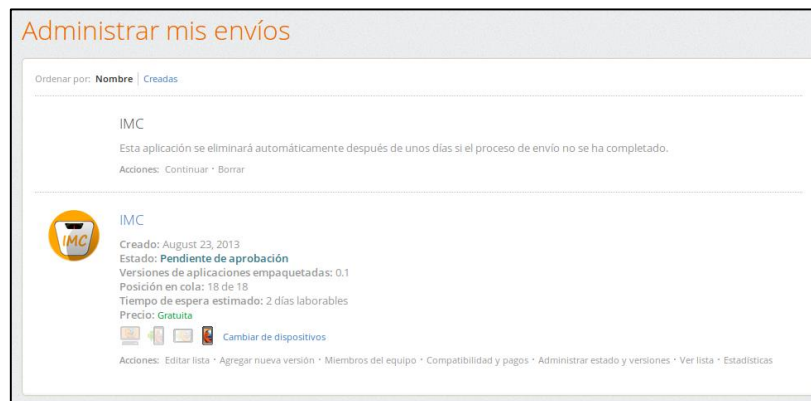 Administrar mis envíos
Ordenar por: Nombre Creadas
IMC
Esta aplicación se eliminará automáticamente después de unos días si el proceso de envío no se ha completado.
Acciones: Continuar · Borrar
IMC
IMC
Creado: August 23, 2013
Estado: Pendiente de aprobación
Versiones de aplicaciones empaquetadas: 0.1
Posición en cola: 18 de 18
Tiempo de espera estimado: 2 días laborables
Precio: Gratuita
Cambiar de dispositivos
Acciones: Editar lista · Agregar nueva versión · Miembros del equipo · Compatibilidad y pagos · Administrar estado y versiones · Ver lista · Estadísticas